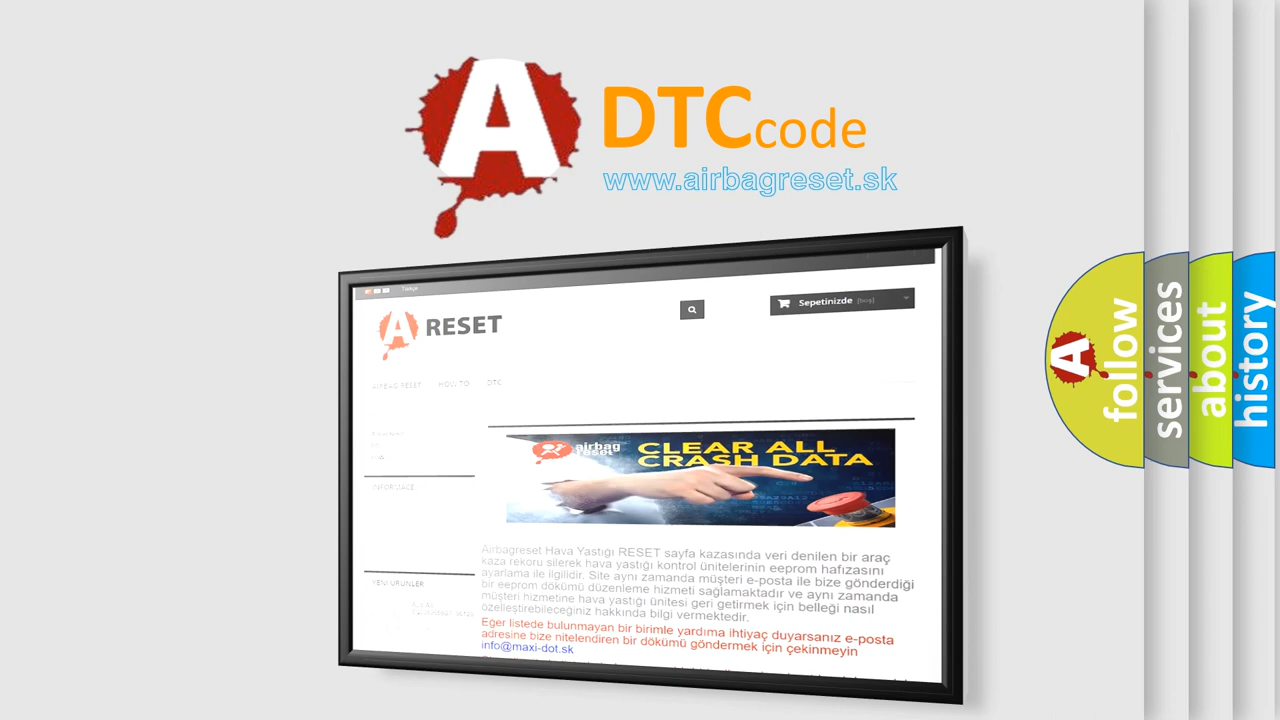 A
DTC code
www.airbagreset.sk
Türkçe
A RESET
Sepetinizde (boş)
AIRBAG RESET HOW TO DTC
airbag
reset
CLEAR ALL
CRASH DATA
INFORMACE
Airbagreset Hava Yastığı RESET sayfa kazasında veri denilen bir araç
kaza rekoru silerek hava yastığı kontrol ünitelerinin eeprom hafızasını
ayarlama ile ilgilidir. Site aynı zamanda müşteri e-posta ile bize gönderdiği
bir eeprom dökümü düzenleme hizmeti sağlamaktadır ve aynı zamanda
müşteri hizmetine hava yastığı ünitesi geri getirmek için belleği nasıl
özelleştirebileceğiniz hakkında bilgi vermektedir.
Eğer listede bulunmayan bir birimle yardıma ihtiyaç duyarsanız e-posta
adresine bize nitelendiren bir dökümü göndermek için çekinmeyin
info@maxi-dot.sk
YENI ÜRÜNLER
A
follow
services
about
history